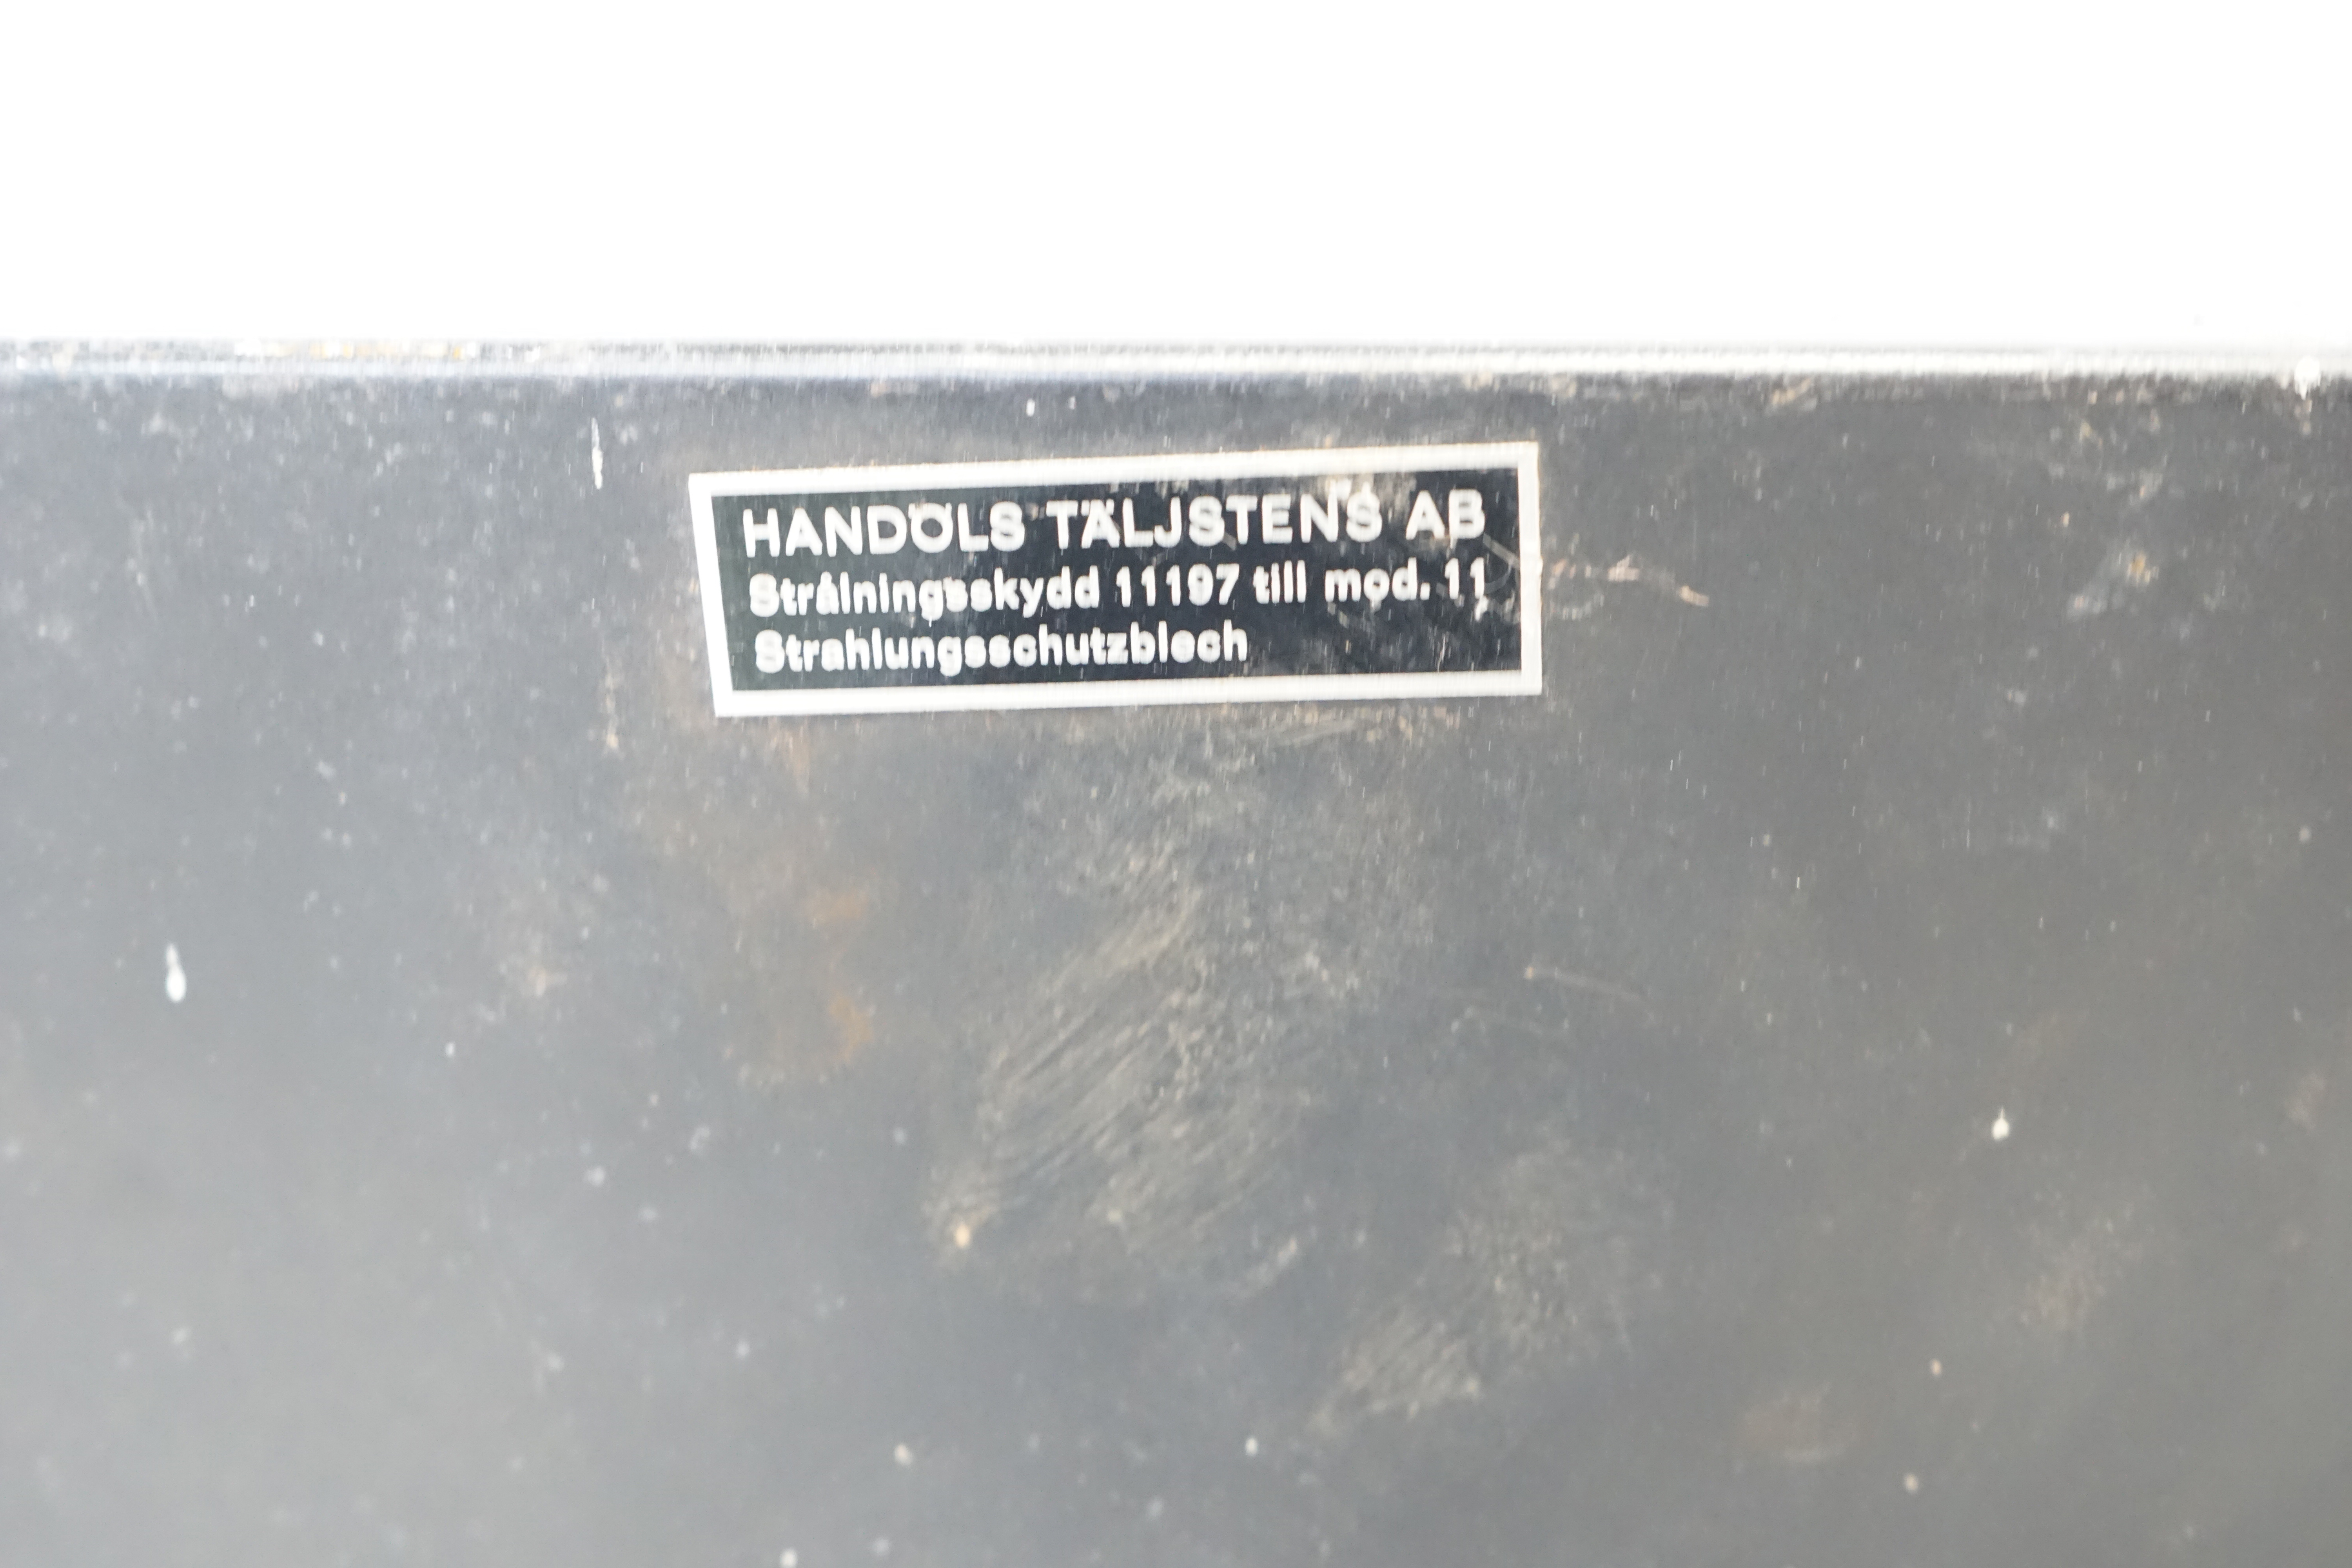 HANDÖLS TÄLJSTENS AB
Strålningsskydd 11197 till mod. 11
Strahlungsschutzblech